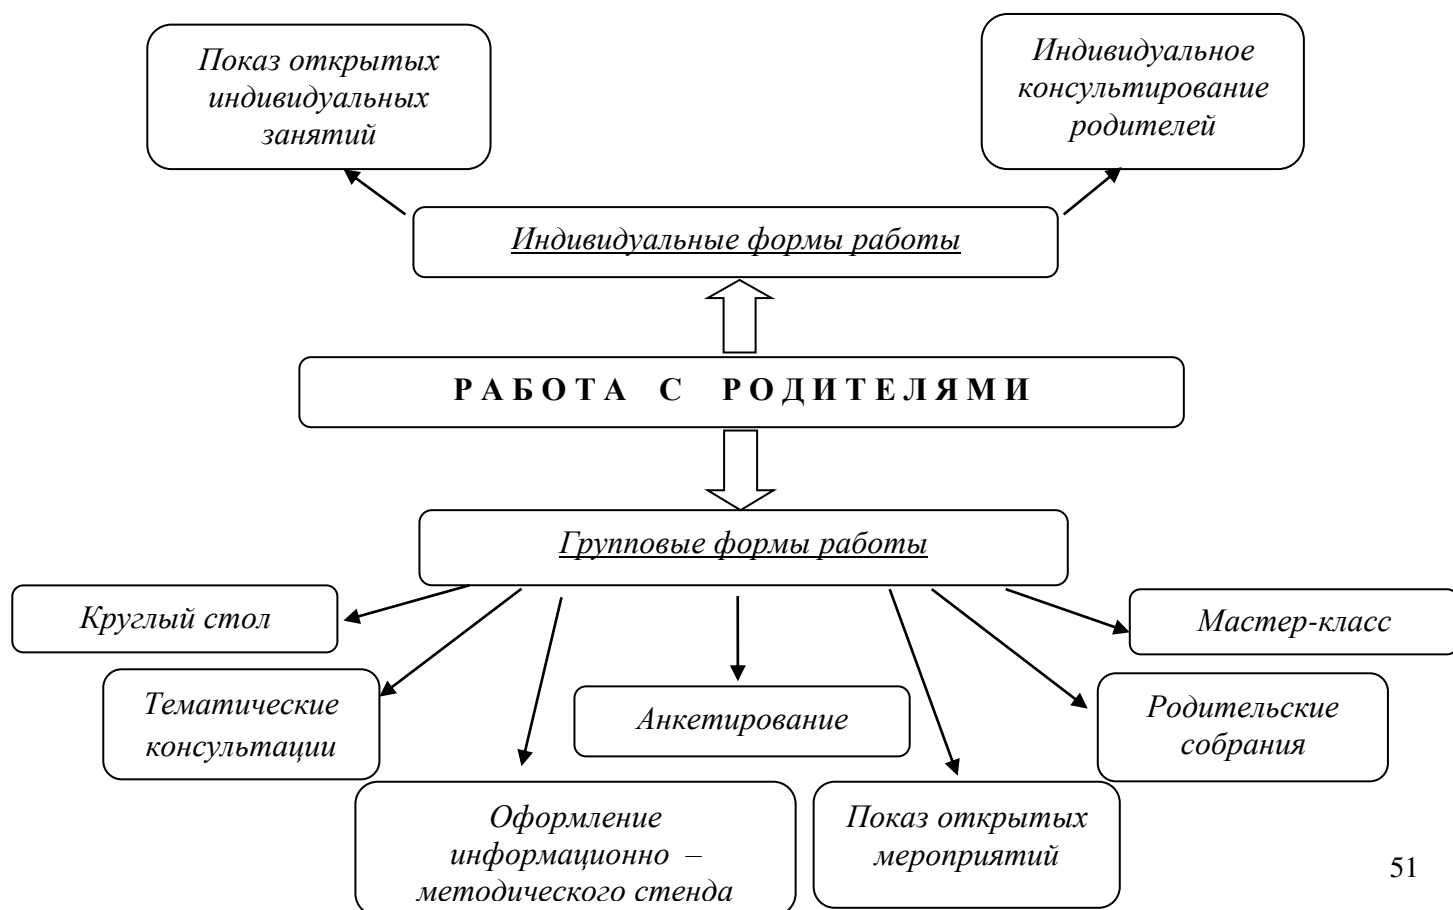 Показ открытых
индивидуальных
занятий
Индивидуальное
консультирование
родителей
Индивидуальные формы работы
РАБОТА С РОДИТЕЛЯМИ
Групповые формы работы
Круглый стол
Мастер-класс
Тематические
консультации
Анкетирование
Родительские
собрания
Оформление
информационно –
методического стенда
Показ открытых
мероприятий
51